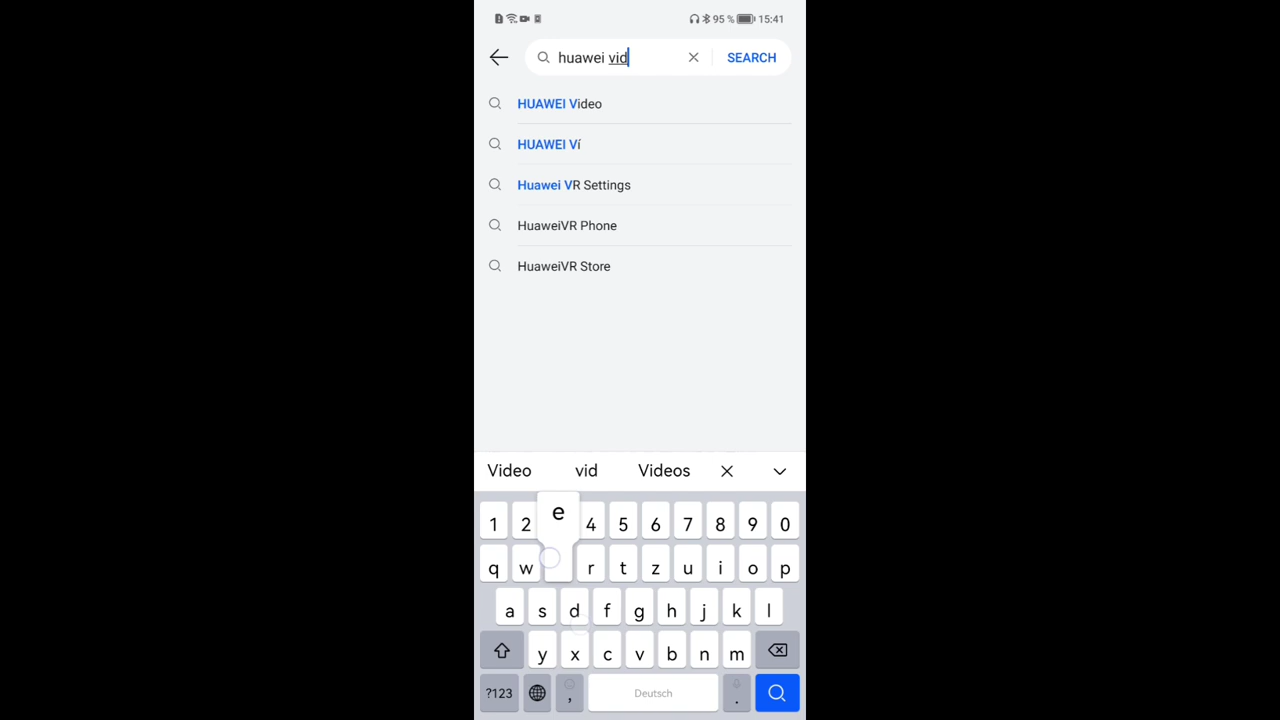 95 % 15:41
huawei vid SEARCH
HUAWEI Video
HUAWEI Ví
Huawei VR Settings
HuaweiVR Phone
HuaweiVR Store
Video vid Videos
e
1 2 4 5 6 7 8 9 0
q w r t z u i o p
a s d f g h j k l
y x c v b n m
?123 , Deutsch .